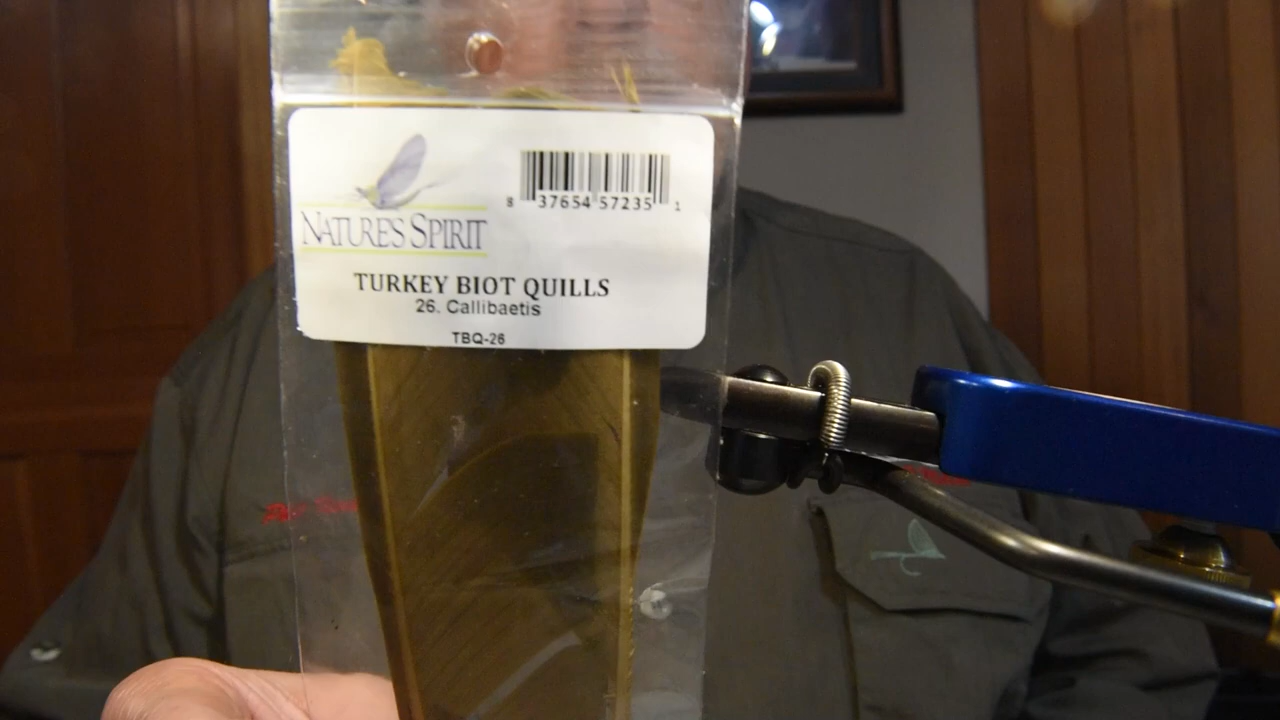 8 37654 57235 1
NATURE'S SPIRIT
TURKEY BIOT QUILLS
26. Callibaetis
TBQ-26